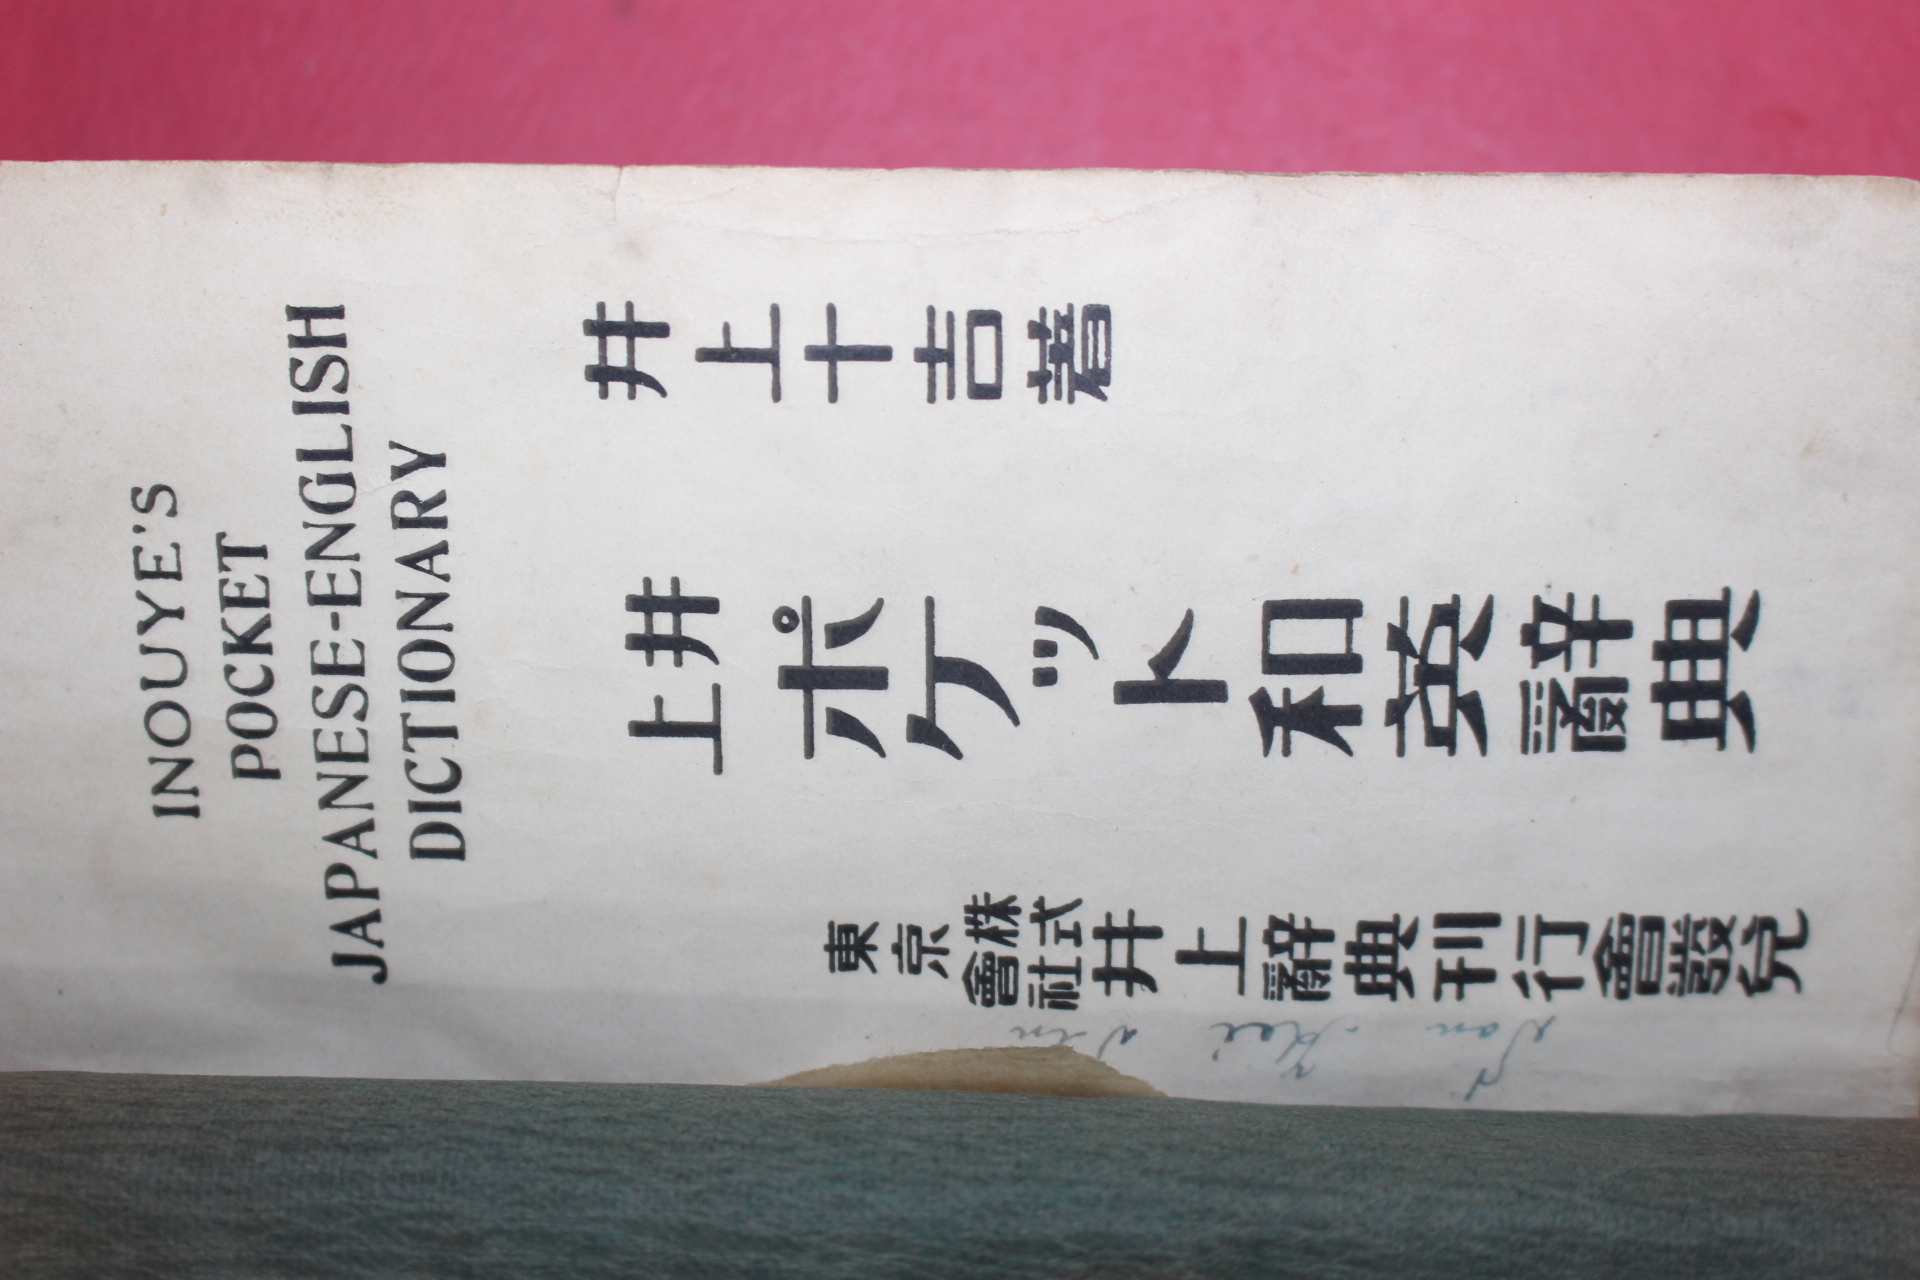 INOUYE'S
POCKET
JAPANESE-ENGLISH
DICTIONARY
井上十吉著
井上ポケット和英辭典
東京株式會社井上辭典刊行會發兌